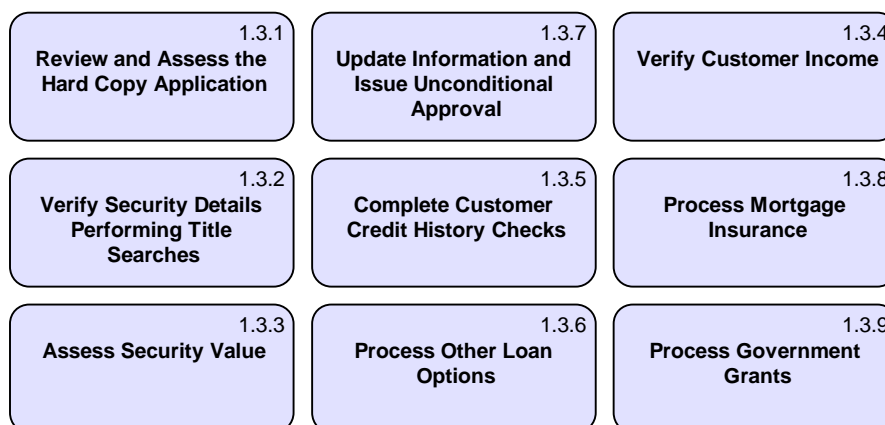 1.3.1
Review and Assess the
Hard Copy Application
1.3.7
Update Information and
Issue Unconditional
Approval
1.3.4
Verify Customer Income
1.3.2
Verify Security Details
Performing Title
Searches
1.3.5
Complete Customer
Credit History Checks
1.3.8
Process Mortgage
Insurance
1.3.3
Assess Security Value
1.3.6
Process Other Loan
Options
1.3.9
Process Government
Grants